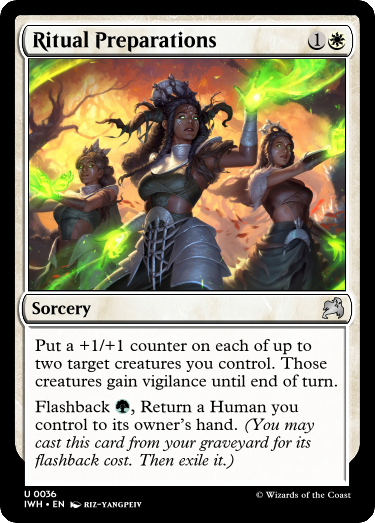 Ritual Preparations 1
Sorcery
Put a +1/+1 counter on each of up to
two target creatures you control. Those
creatures gain vigilance until end of turn.
Flashback , Return a Human you
control to its owner's hand. (You may
cast this card from your graveyard for its
flashback cost. Then exile it.)
U 0036
IWH • EN RIZ-YANGPEIV
© Wizards of the Coast